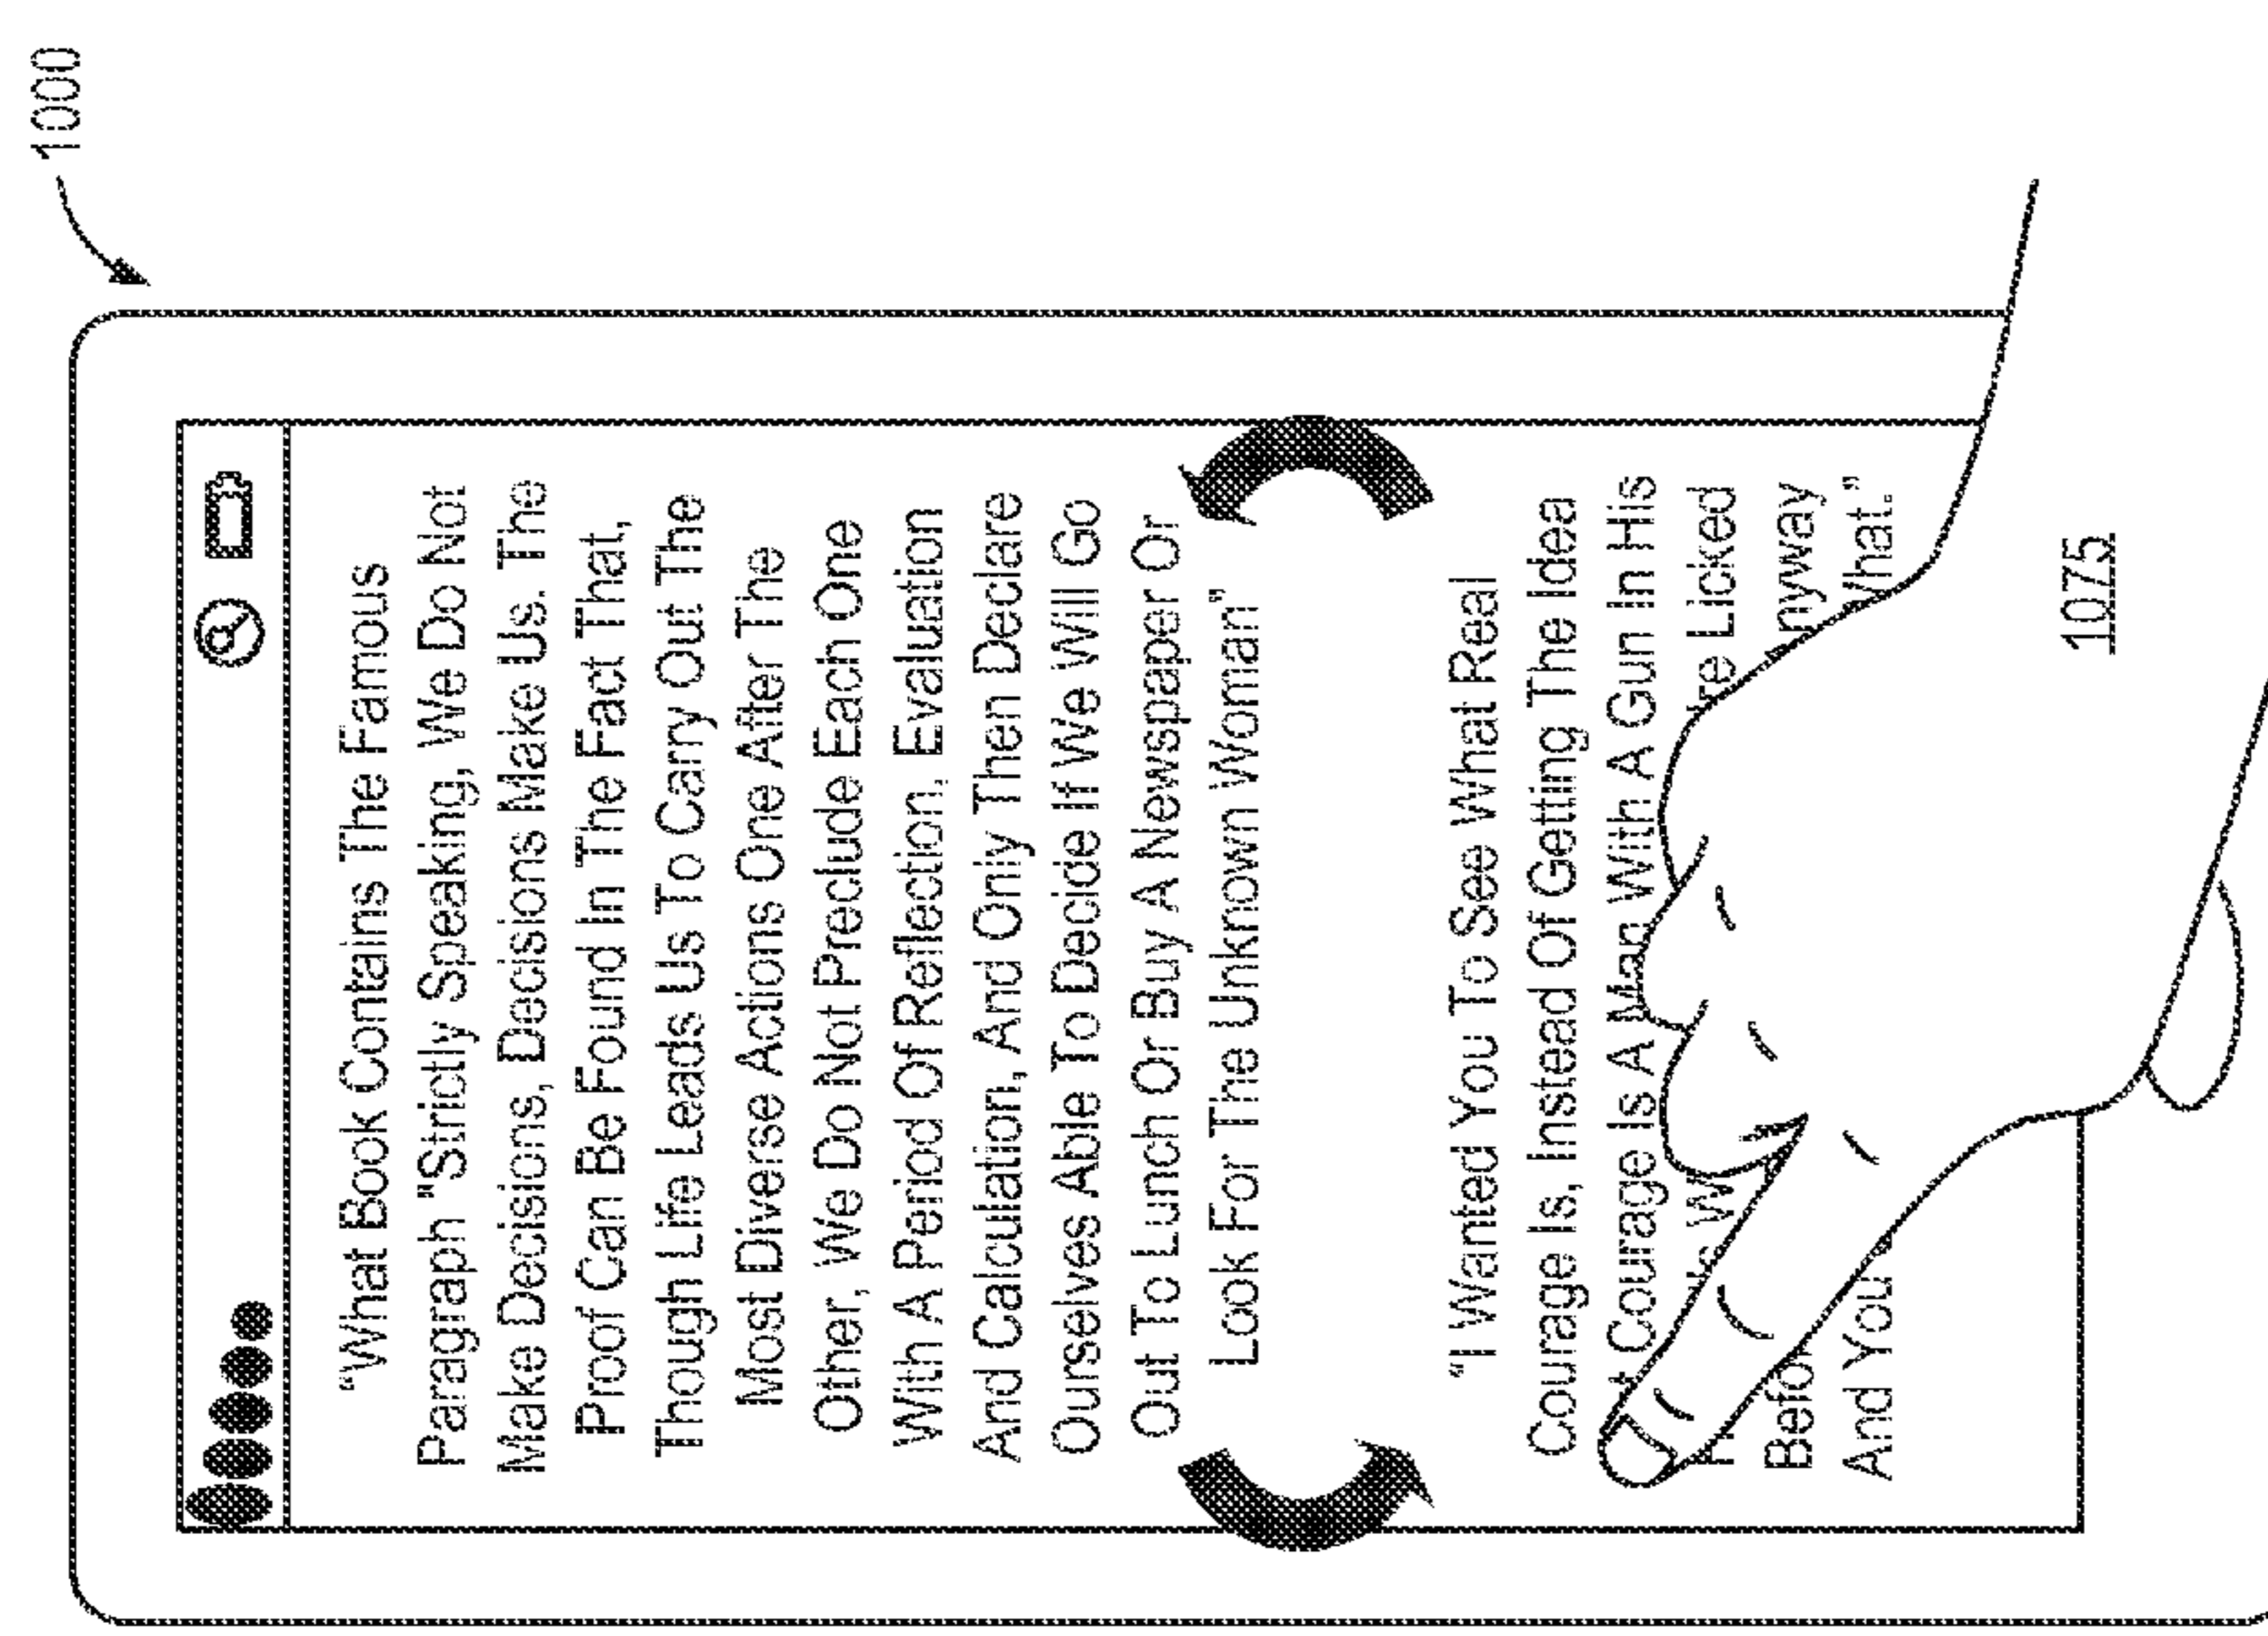 1000
"What Book Contains The Famous
Paragraph "Strictly Speaking, We Do Not
Make Decisions, Decisions Make Us. The
Proof Can Be Found In The Fact That,
Though Life Leads Us To Carry Out The
Most Diverse Actions One After The
Other, We Do Not Preclude Each One
With A Period Of Reflection, Evaluation
And Calculation, And Only Then Declare
Ourselves Able To Decide If We Will Go
Out To Lunch Or Buy A Newspaper Or
Look For The Unknown Woman"
"I Wanted You To See What Real
Courage Is, Instead Of Getting The Idea
Courage Is A Man With A Gun In His
Licked
And You
1075